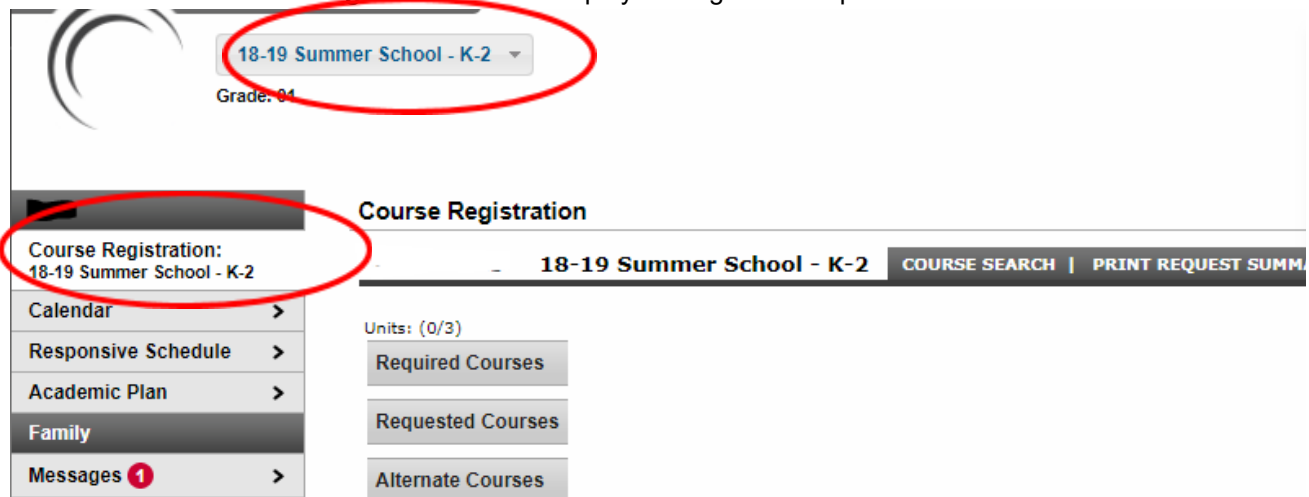 18-19 Summer School - K-2
Grade: 01
Course Registration
Course Registration:
18-19 Summer School - K-2
18-19 Summer School - K-2 COURSE SEARCH | PRINT REQUEST SUMMA
Calendar
Responsive Schedule
Academic Plan
Family
Messages 1
Units: (0/3)
Required Courses
Requested Courses
Alternate Courses